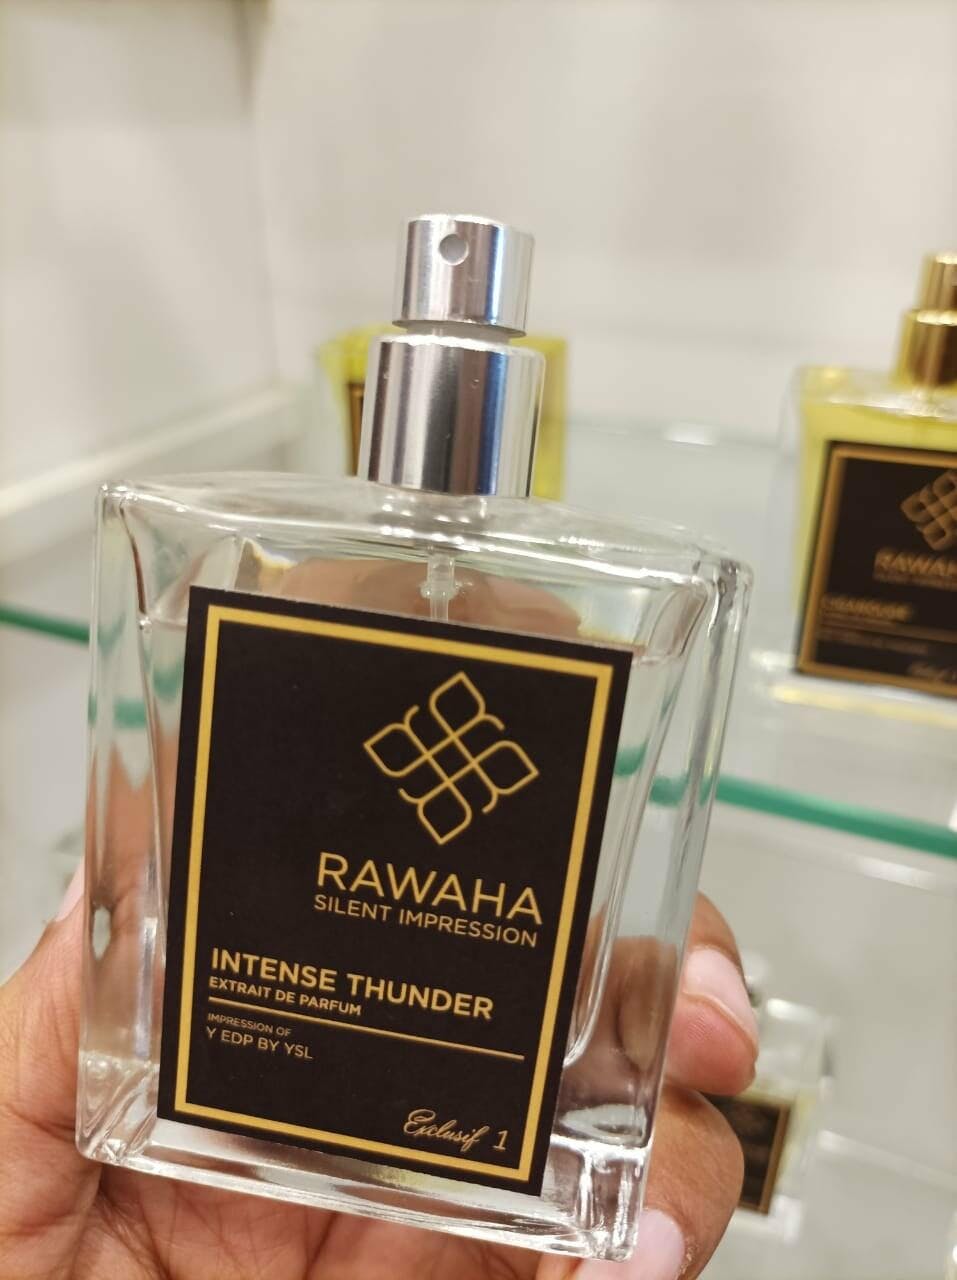 RAWAHA
SILENT IMPRESSION
INTENSE THUNDER
EXTRAIT DE PARFUM
IMPRESSION OF
Y EDP BY YSL
Exclusif 1